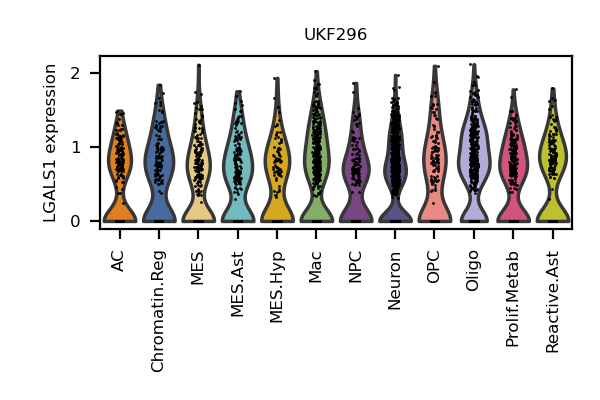 UKF296
LGALS1 expression
2
1
0
AC
Chromatin.Reg
MES
MES.Ast
MES.Hyp
Mac
NPC
Neuron
OPC
Oligo
Prolif.Metab
Reactive.Ast